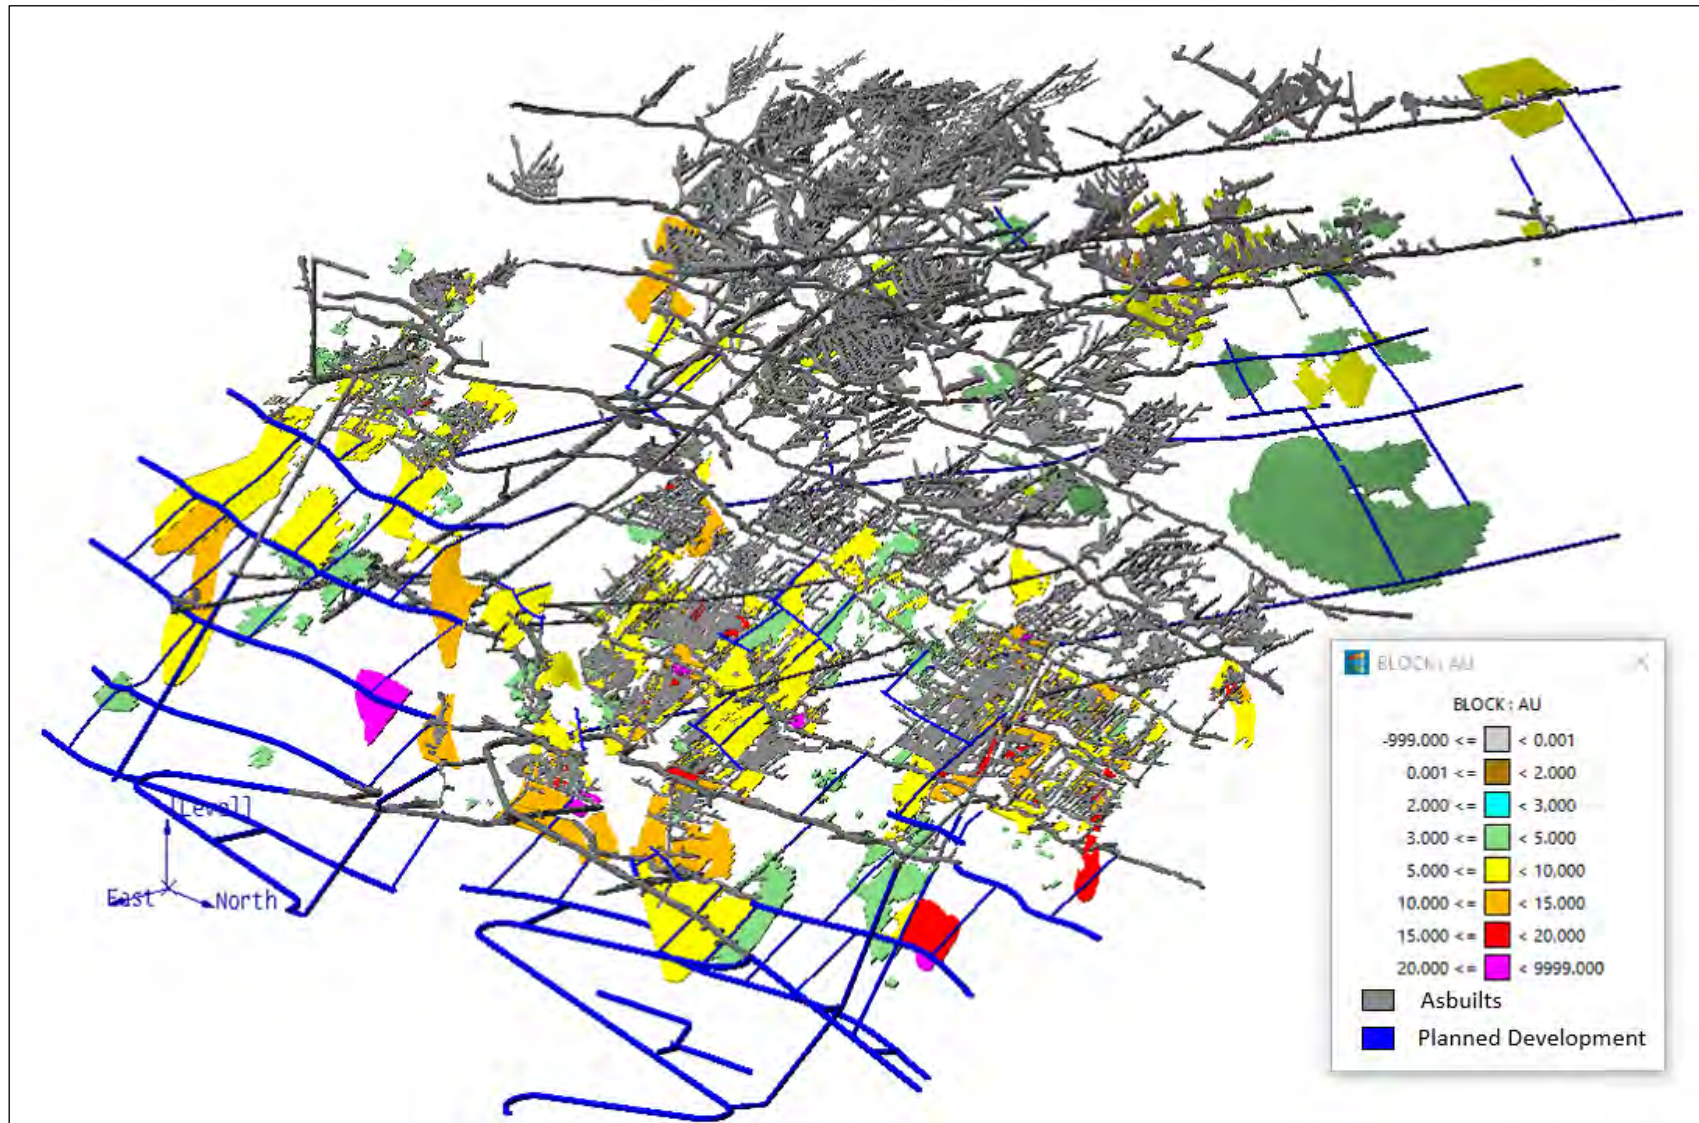 BLOCK: AU
BLOCK: AU
-999.000 <= < 0.001
0.001 <= < 2.000
2.000 <= < 3.000
3.000 <= < 5.000
5.000 <= < 10.000
10.000 <= < 15.000
15.000 <= < 20.000
20.000 <= < 9999.000
Asbuilts
Planned Development
[Level]
East
North